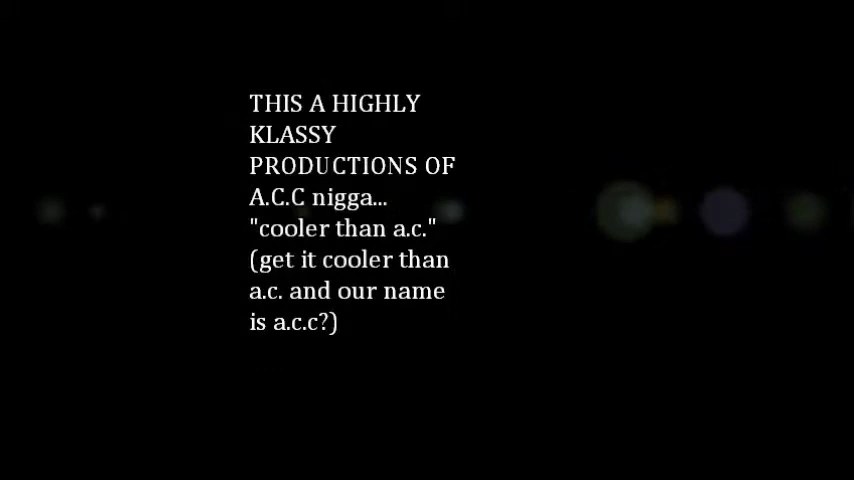 THIS A HIGHLY
KLASSY
PRODUCTIONS OF
A.C.C nigga...
"cooler than a.c."
(get it cooler than
a.c. and our name
is a.c.c?)